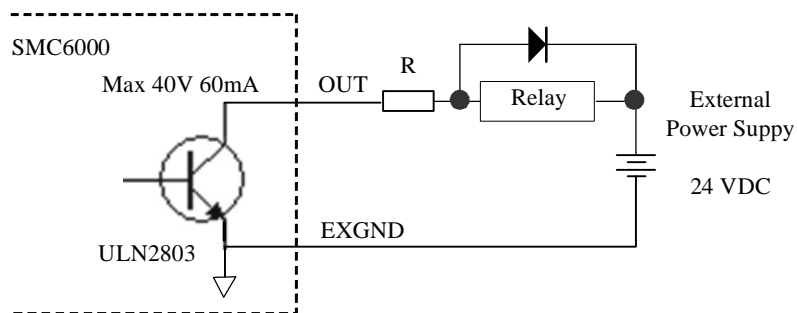 SMC6000
Max 40V 60mA
OUT
R
Relay
External
Power Suppy
24 VDC
EXGND
ULN2803